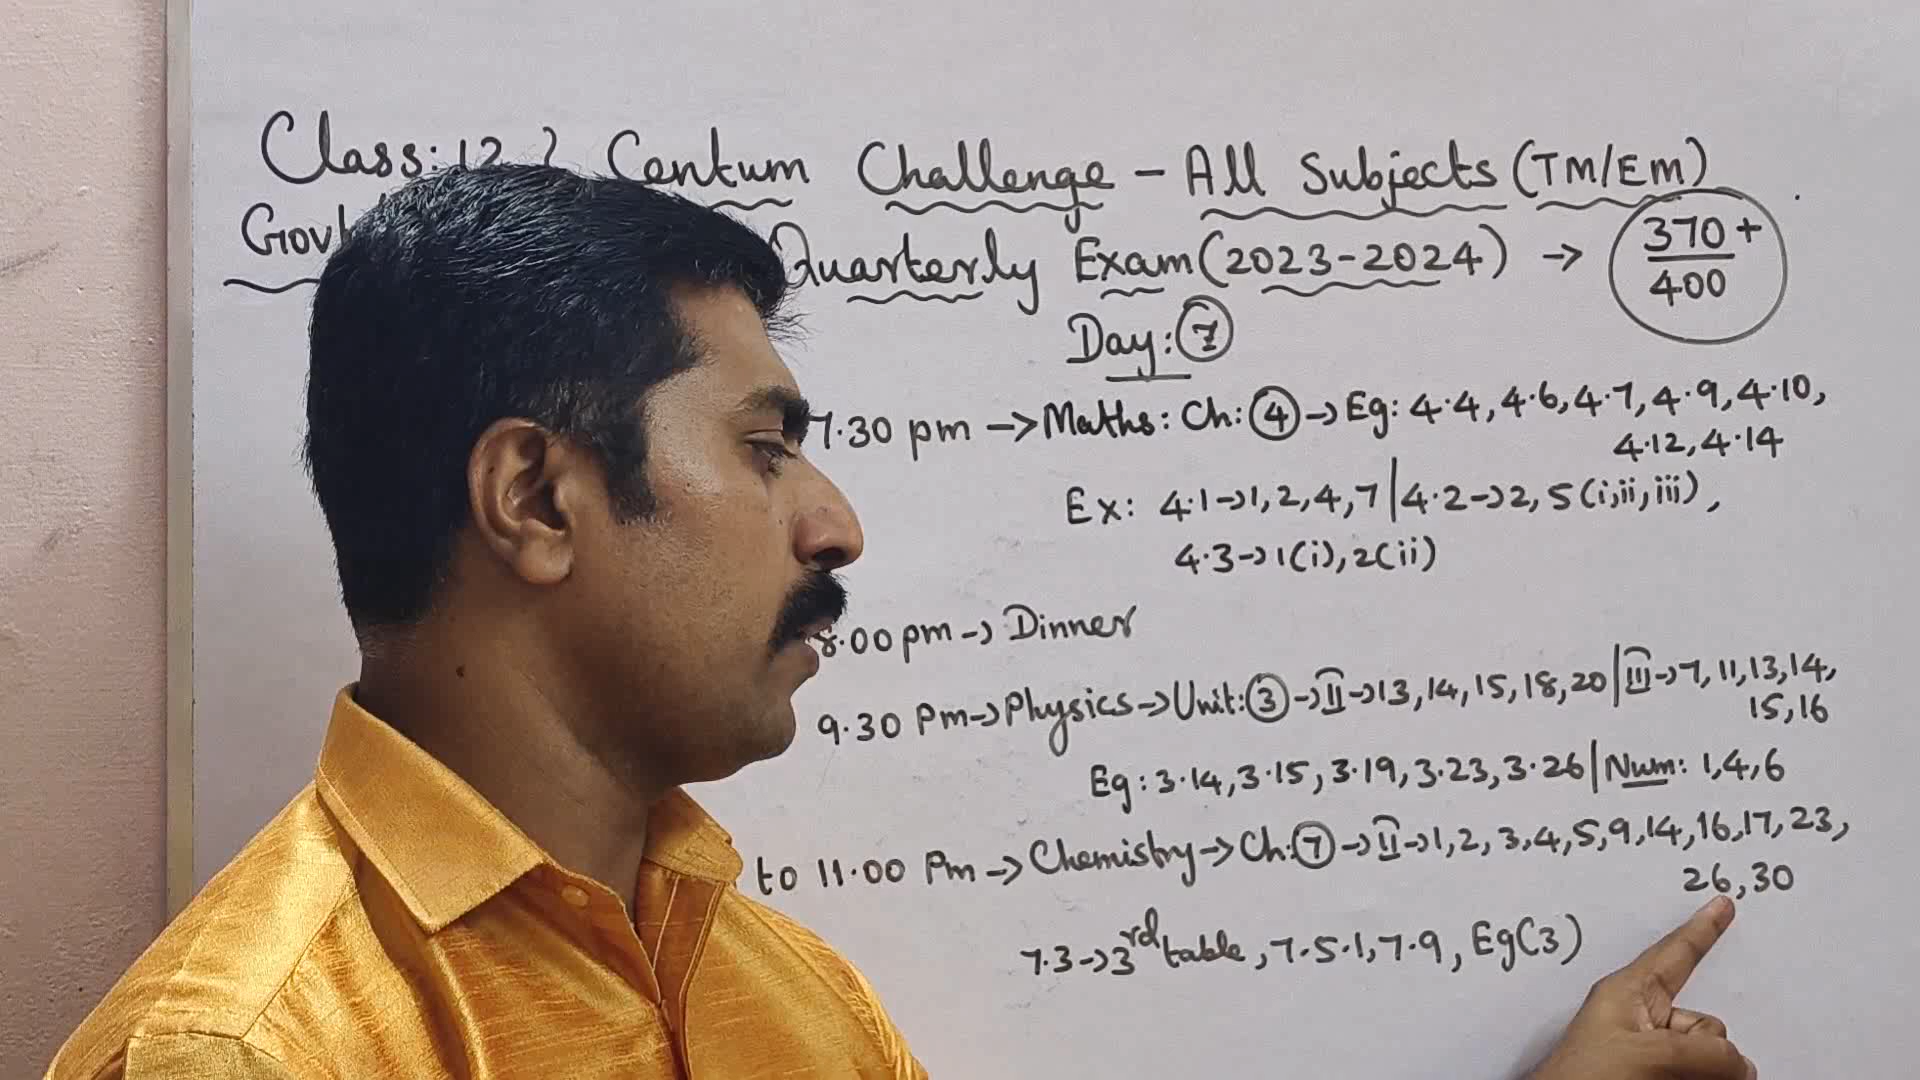 Class: 12 Centum Challenge - All Subjects (TM/EM)
Govt Quarterly Exam (2023-2024) → 370+/400
Day: 7
7.30 pm → Maths: Ch: 4 → Eg: 4.4, 4.6, 4.7, 4.9, 4.10,
4.12, 4.14
Ex: 4.1→1, 2, 4, 7 | 4.2→2, 5 (i, ii, iii),
4.3→1(i), 2(ii)
8.00 pm → Dinner
9.30 Pm → Physics → Unit: 3 → II → 13, 14, 15, 18, 20 | III → 7, 11, 13, 14,
15, 16
Eg: 3.14, 3.15, 3.19, 3.23, 3.26 | Num: 1, 4, 6
to 11.00 Pm → Chemistry → Ch: 7 → II → 1, 2, 3, 4, 5, 9, 14, 16, 17, 23,
26, 30
7.3 → 3rd table, 7.5.1, 7.9, Eg(3)